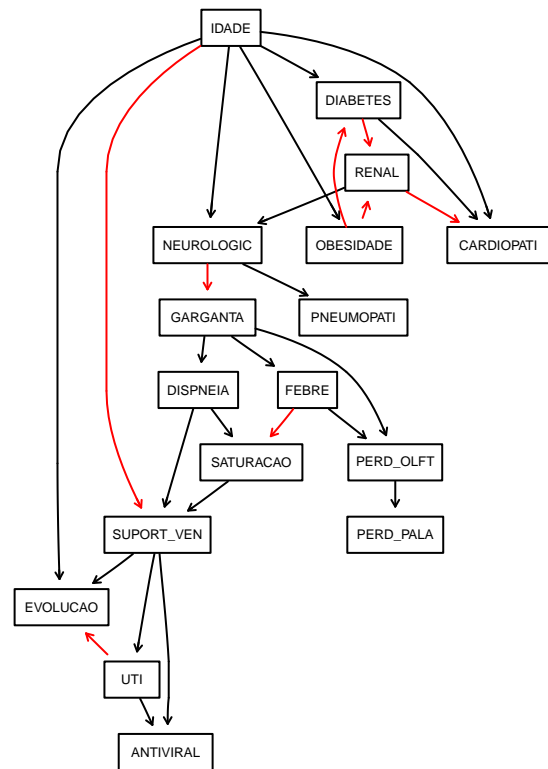 IDADE
DIABETES
RENAL
NEUROLOGIC
OBESIDADE
CARDIOPATI
GARGANTA
PNEUMOPATI
DISPNEIA
FEBRE
SATURACAO
PERD_OLFT
SUPORT_VEN
PERD_PALA
EVOLUCAO
UTI
ANTIVIRAL